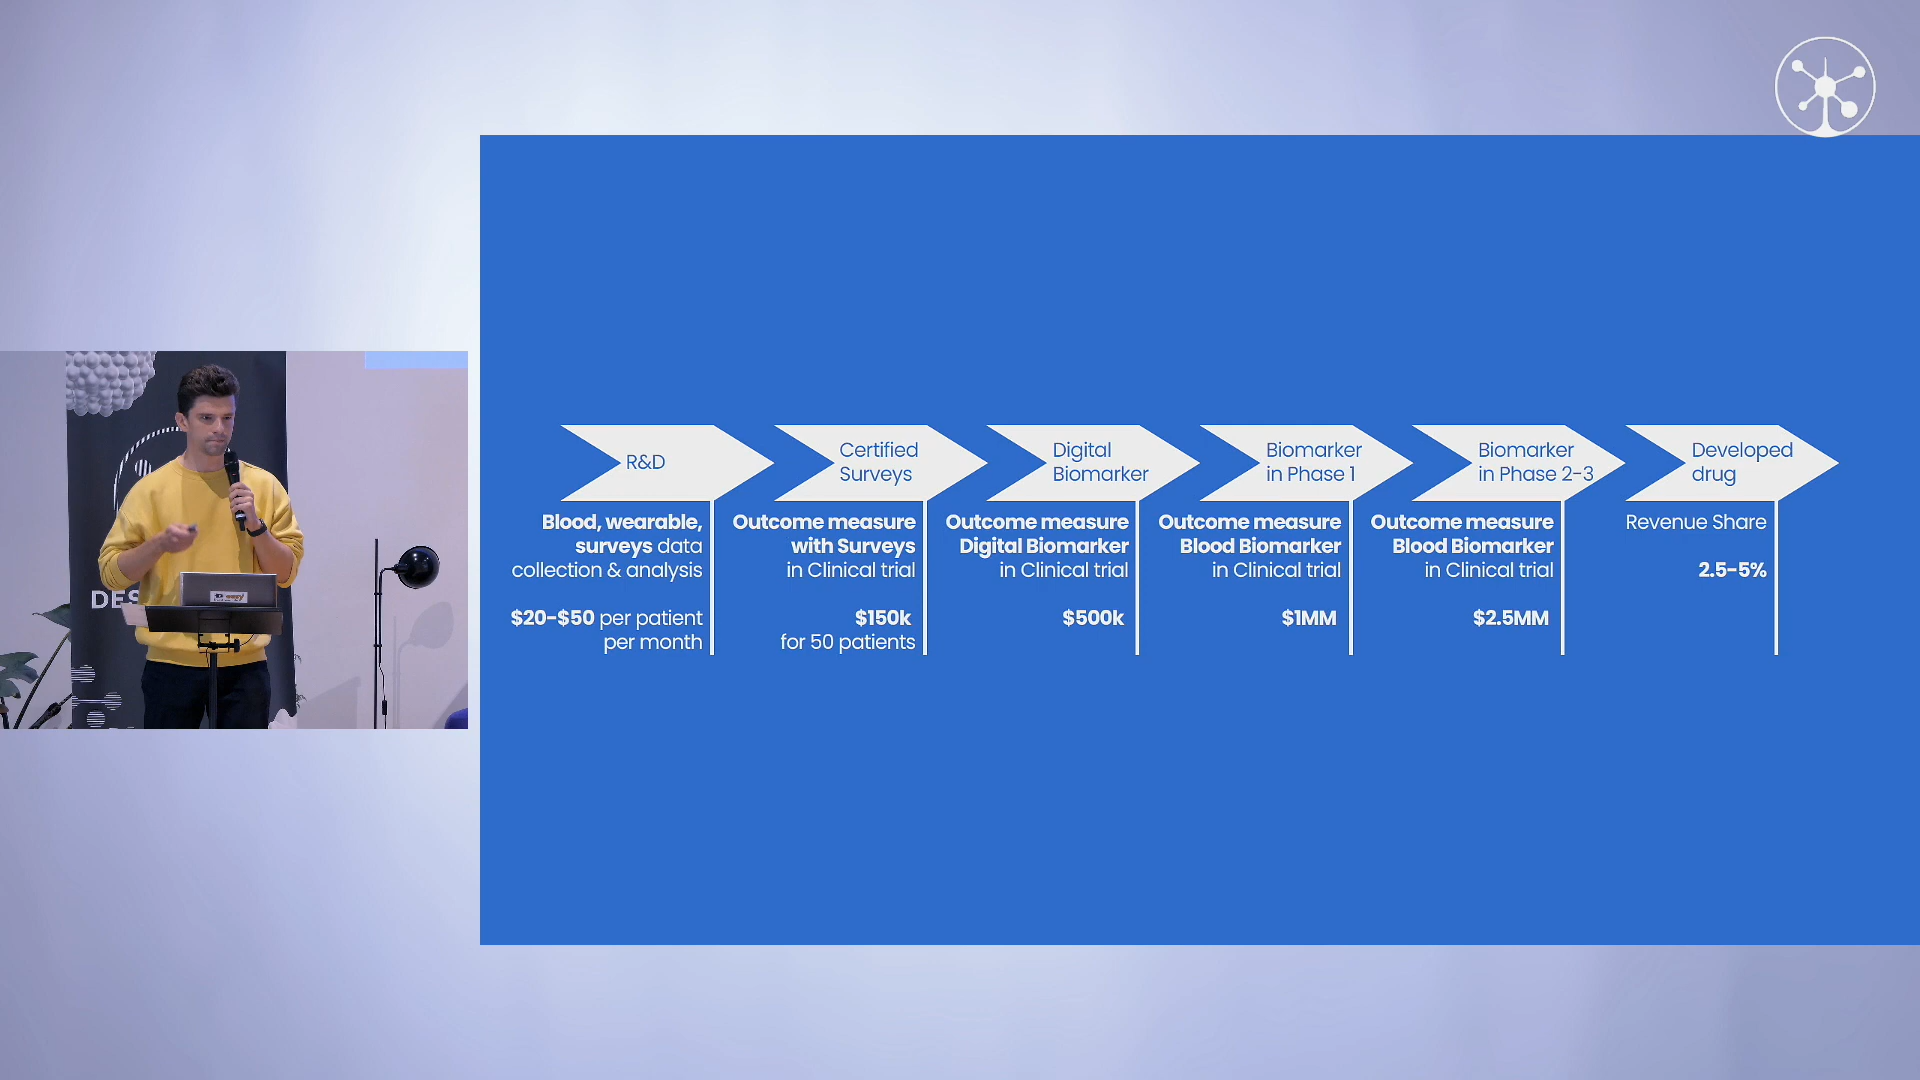 R&D
Blood, wearable,
surveys data
collection & analysis
$20-$50 per patient
per month
Certified
Surveys
Outcome measure
with Surveys
in Clinical trial
$150k
for 50 patients
Digital
Biomarker
Outcome measure
Digital Biomarker
in Clinical trial
$500k
Biomarker
in Phase 1
Outcome measure
Blood Biomarker
in Clinical trial
$1MM
Biomarker
in Phase 2-3
Outcome measure
Blood Biomarker
in Clinical trial
$2.5MM
Developed
drug
Revenue Share
2.5-5%
DES